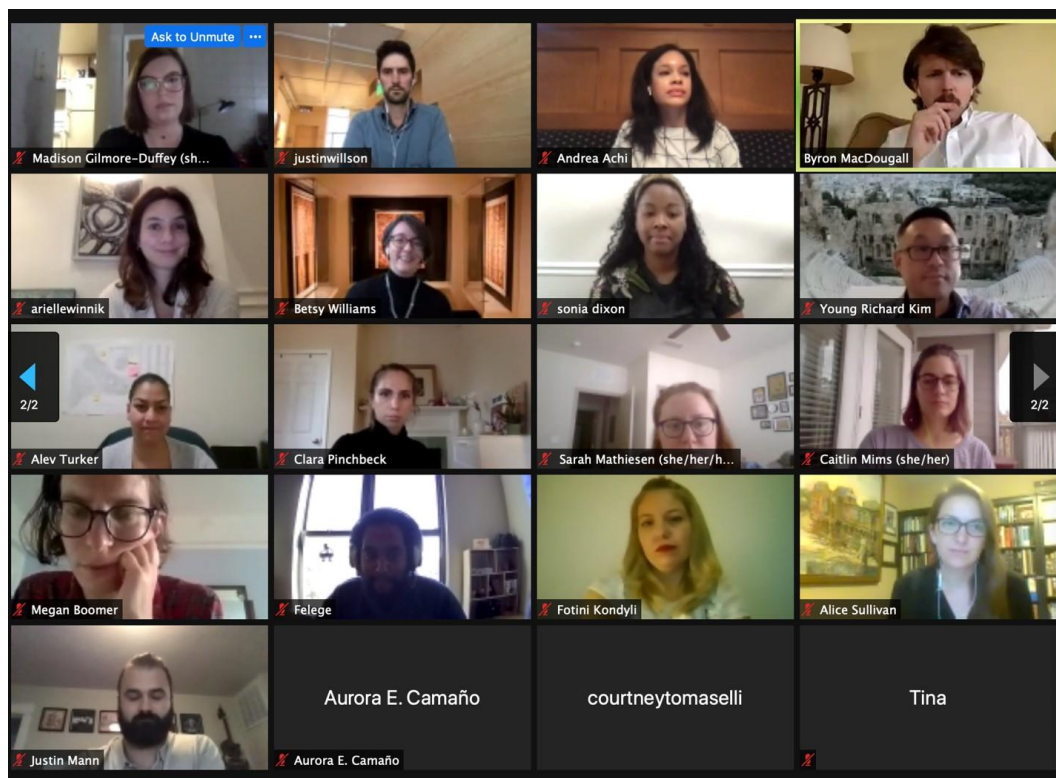 Ask to Unmute
Madison Gilmore-Duffey (sh...
justinwillson
Andrea Achi
Byron MacDougall
ariellewinnik
Betsy Williams
sonia dixon
Young Richard Kim
2/2
2/2
Alev Turker
Clara Pinchbeck
Sarah Mathiesen (she/her/h...
Caitlin Mims (she/her)
Megan Boomer
Felege
Fotini Kondyli
Alice Sullivan
Aurora E. Camaño
courtneytomaselli
Tina
Justin Mann
Aurora E. Camaño